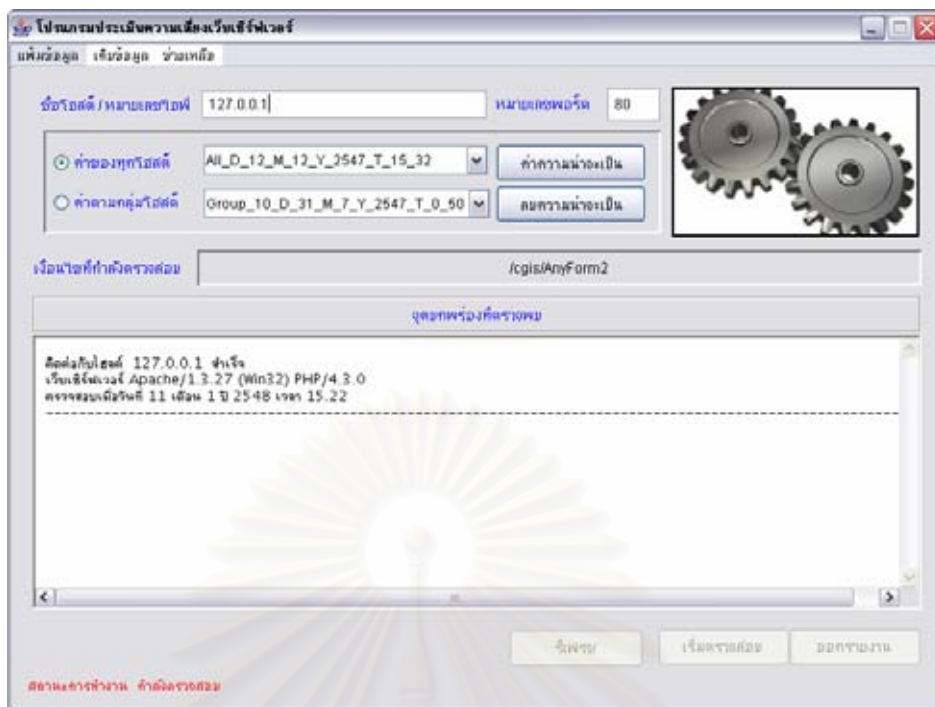 โปรแกรมประเมินความเสี่ยงเว็บเซิร์ฟเวอร์
แฟ้มข้อมูล เก็บข้อมูล ช่วยเหลือ
ชื่อโฮสต์ / หมายเลขไอพี 127.0.0.1 หมายเลขพอร์ต 80
ค่าของทุกโฮสต์ All_D_12_M_12_Y_2547_T_15_32 ค่าความน่าจะเป็น
ค่าตามกลุ่มโฮสต์ Group_10_D_31_M_7_Y_2547_T_0_50 ลบความน่าจะเป็น
เงื่อนไขที่กำลังตรวจสอบ /cgis/AnyForm2
จุดบกพร่องที่ตรวจพบ
ติดต่อกับโฮสต์ 127.0.0.1 สำเร็จ
เว็บเซิร์ฟเวอร์ Apache/1.3.27 (Win32) PHP/4.3.0
ตรวจสอบเมื่อวันที่ 11 เดือน 1 ปี 2548 เวลา 15.22
เริ่มตรวจสอบ ออกรายงาน
สถานะการทำงาน กำลังตรวจสอบ